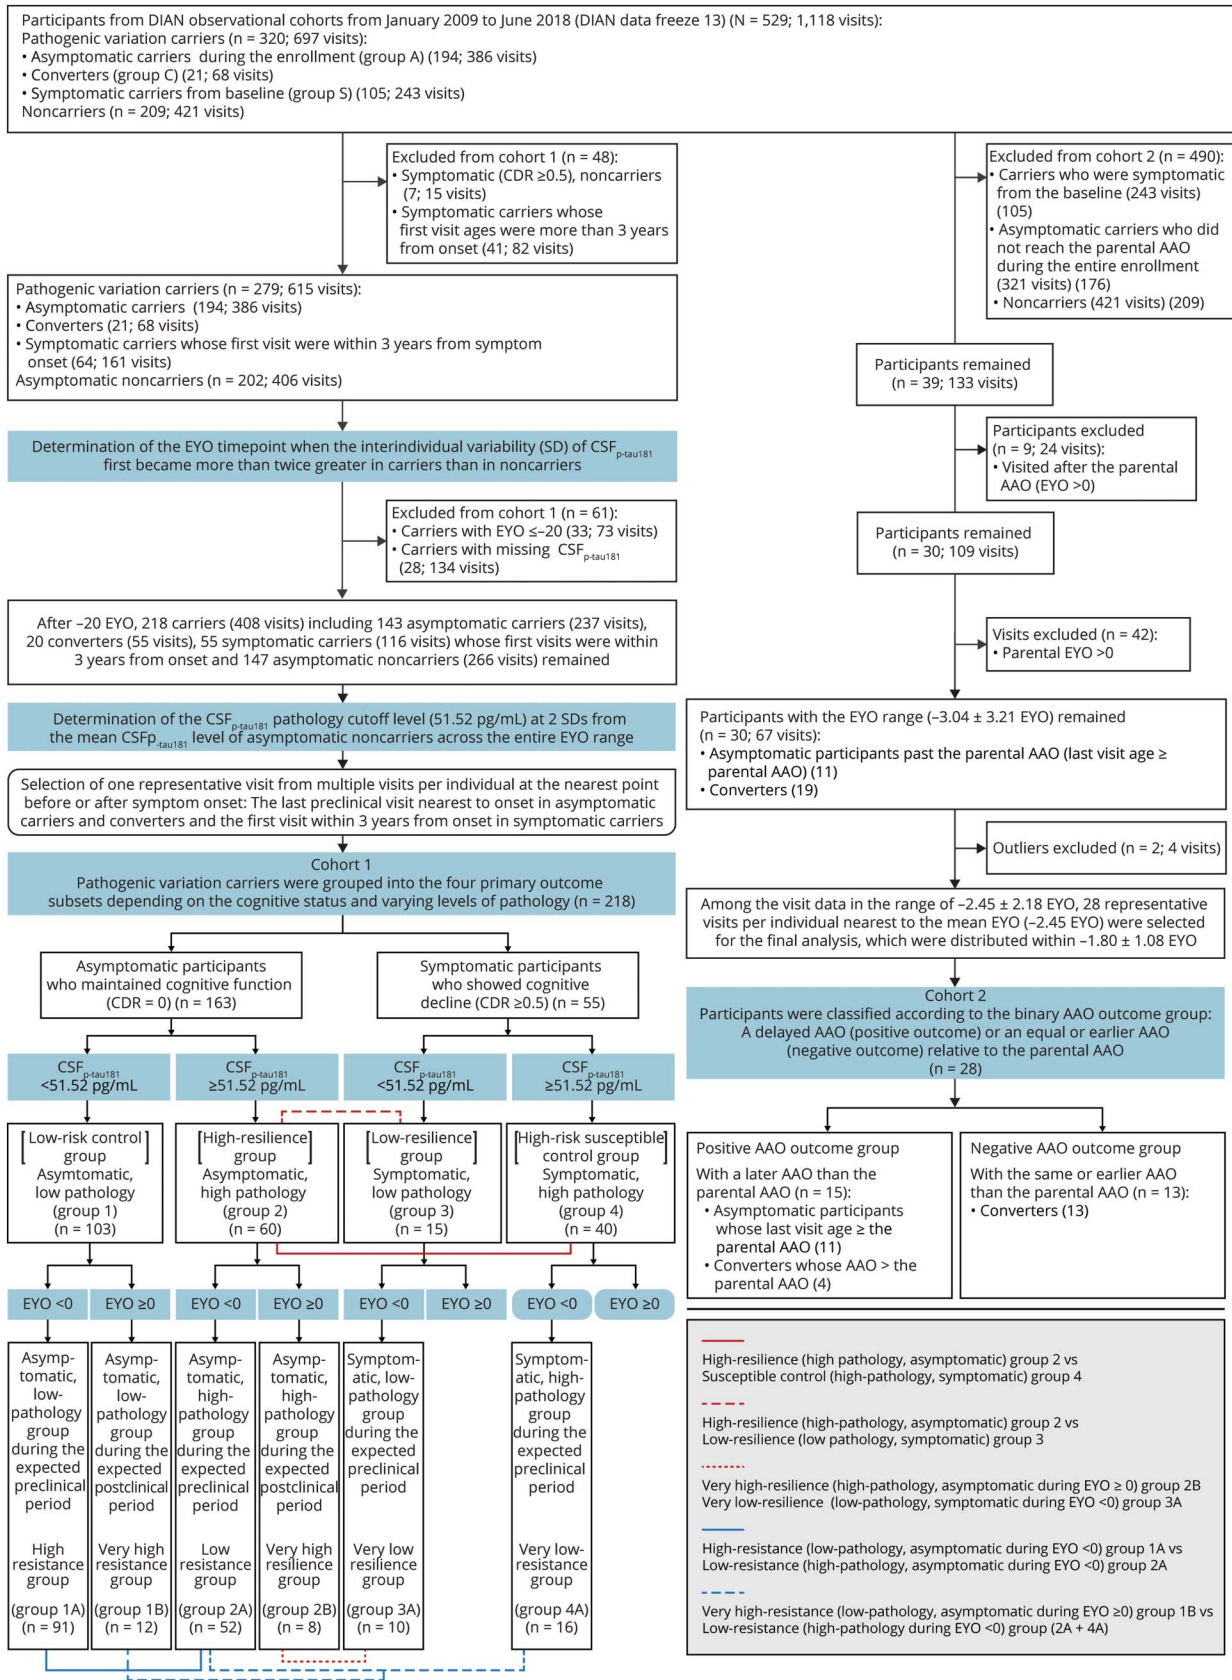 Participants from DIAN observational cohorts from January 2009 to June 2018 (DIAN data freeze 13) (N = 529; 1,118 visits):
Pathogenic variation carriers (n = 320; 697 visits):
• Asymptomatic carriers during the enrollment (group A) (194; 386 visits)
• Converters (group C) (21; 68 visits)
• Symptomatic carriers from baseline (group S) (105; 243 visits)
Noncarriers (n = 209; 421 visits)
Excluded from cohort 1 (n = 48):
• Symptomatic (CDR ≥0.5), noncarriers
(7; 15 visits)
• Symptomatic carriers whose
first visit ages were more than 3 years
from onset (41; 82 visits)
Pathogenic variation carriers (n = 279; 615 visits):
• Asymptomatic carriers (194; 386 visits)
• Converters (21; 68 visits)
• Symptomatic carriers whose first visit were within 3 years from symptom
onset (64; 161 visits)
Asymptomatic noncarriers (n = 202; 406 visits)
Determination of the EYO timepoint when the interindividual variability (SD) of CSFp-tau181
first became more than twice greater in carriers than in noncarriers
Excluded from cohort 1 (n = 61):
• Carriers with EYO ≤–20 (33; 73 visits)
• Carriers with missing CSFp-tau181
(28; 134 visits)
After –20 EYO, 218 carriers (408 visits) including 143 asymptomatic carriers (237 visits),
20 converters (55 visits), 55 symptomatic carriers (116 visits) whose first visits were within
3 years from onset and 147 asymptomatic noncarriers (266 visits) remained
Determination of the CSFp-tau181 pathology cutoff level (51.52 pg/mL) at 2 SDs from
the mean CSFp-tau181 level of asymptomatic noncarriers across the entire EYO range
Selection of one representative visit from multiple visits per individual at the nearest point
before or after symptom onset: The last preclinical visit nearest to onset in asymptomatic
carriers and converters and the first visit within 3 years from onset in symptomatic carriers
Cohort 1
Pathogenic variation carriers were grouped into the four primary outcome
subsets depending on the cognitive status and varying levels of pathology (n = 218)
Asymptomatic participants
who maintained cognitive function
(CDR = 0) (n = 163)
Symptomatic participants
who showed cognitive
decline (CDR ≥0.5) (n = 55)
CSFp-tau181
<51.52 pg/mL
CSFp-tau181
≥51.52 pg/mL
CSFp-tau181
<51.52 pg/mL
CSFp-tau181
≥51.52 pg/mL
[Low-risk control
group]
Asymtomatic,
low pathology
(group 1)
(n = 103)
[High-resilience
group]
Asymptomatic,
high pathology
(group 2)
(n = 60)
[Low-resilience
group]
Symptomatic,
low pathology
(group 3)
(n = 15)
[High-risk susceptible
control group]
Symptomatic,
high pathology
(group 4)
(n = 40)
EYO <0
EYO ≥0
EYO <0
EYO ≥0
EYO <0
EYO ≥0
EYO <0
EYO ≥0
Asymp-
tomatic,
low-
pathology
group
during the
expected
preclinical
period
High
resistance
group
(group 1A)
(n = 91)
Asymp-
tomatic,
low-
pathology
group
during the
expected
postclinical
period
Very high
resistance
group
(group 1B)
(n = 12)
Asymp-
tomatic,
high-
pathology
group
during the
expected
preclinical
period
Low
resistance
group
(group 2A)
(n = 52)
Asymp-
tomatic,
high-
pathology
group
during the
expected
postclinical
period
Very high
resilience
group
(group 2B)
(n = 8)
Symptom-
atic, low-
pathology
group
during the
expected
preclinical
period
Very low
resilience
group
(group 3A)
(n = 10)
Symptom-
atic, high-
pathology
group
during the
expected
preclinical
period
Very low-
resistance
group
(group 4A)
(n = 16)
Excluded from cohort 2 (n = 490):
• Carriers who were symptomatic
from the baseline (243 visits)
(105)
• Asymptomatic carriers who did
not reach the parental AAO
during the entire enrollment
(321 visits) (176)
• Noncarriers (421 visits) (209)
Participants remained
(n = 39; 133 visits)
Participants excluded
(n = 9; 24 visits):
• Visited after the parental
AAO (EYO >0)
Participants remained
(n = 30; 109 visits)
Visits excluded (n = 42):
• Parental EYO >0
Participants with the EYO range (–3.04 ± 3.21 EYO) remained
(n = 30; 67 visits):
• Asymptomatic participants past the parental AAO (last visit age ≥
parental AAO) (11)
• Converters (19)
Outliers excluded (n = 2; 4 visits)
Among the visit data in the range of –2.45 ± 2.18 EYO, 28 representative
visits per individual nearest to the mean EYO (–2.45 EYO) were selected
for the final analysis, which were distributed within –1.80 ± 1.08 EYO
Cohort 2
Participants were classified according to the binary AAO outcome group:
A delayed AAO (positive outcome) or an equal or earlier AAO
(negative outcome) relative to the parental AAO
(n = 28)
Positive AAO outcome group
With a later AAO than the
parental AAO (n = 15):
• Asymptomatic participants
whose last visit age ≥ the
parental AAO (11)
• Converters whose AAO > the
parental AAO (4)
Negative AAO outcome group
With the same or earlier AAO
than the parental AAO (n = 13):
• Converters (13)
High-resilience (high pathology, asymptomatic) group 2 vs
Susceptible control (high-pathology, symptomatic) group 4
High-resilience (high-pathology, asymptomatic) group 2 vs
Low-resilience (low pathology, symptomatic) group 3
Very high-resilience (high-pathology, asymptomatic during EYO ≥ 0) group 2B
Very low-resilience (low-pathology, symptomatic during EYO <0) group 3A
High-resistance (low-pathology, asymptomatic during EYO <0) group 1A vs
Low-resistance (high-pathology, asymptomatic during EYO <0) group 2A
Very high-resistance (low-pathology, asymptomatic during EYO ≥0) group 1B vs
Low-resistance (high-pathology during EYO <0) group (2A + 4A)